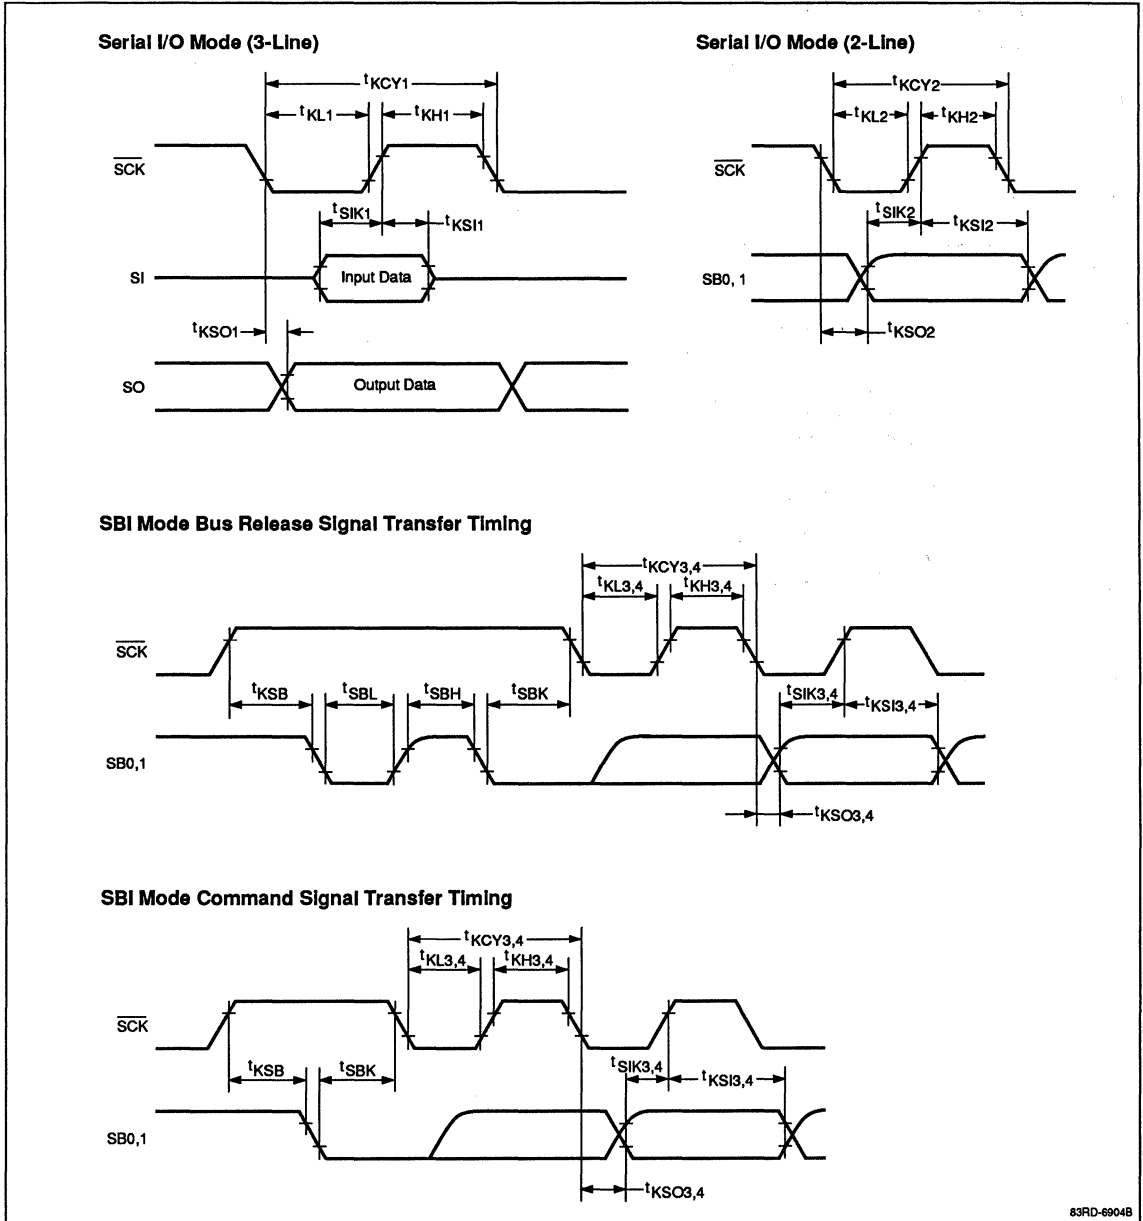 Serial I/O Mode (3-Line)
tKCY1
tKL1
tKH1
SCK
tSIK1
tKSI1
SI
Input Data
tKSO1
SO
Output Data
Serial I/O Mode (2-Line)
tKCY2
tKL2
tKH2
SCK
tSIK2
tKSI2
SB0, 1
tKSO2
SBI Mode Bus Release Signal Transfer Timing
tKCY3,4
tKL3,4
tKH3,4
SCK
tKSB
tSBL
tSBH
tSBK
tSIK3,4
tKSI3,4
SB0,1
tKSO3,4
SBI Mode Command Signal Transfer Timing
tKCY3,4
tKL3,4
tKH3,4
SCK
tKSB
tSBK
tSIK3,4
tKSI3,4
SB0,1
tKSO3,4
83RD-6904B